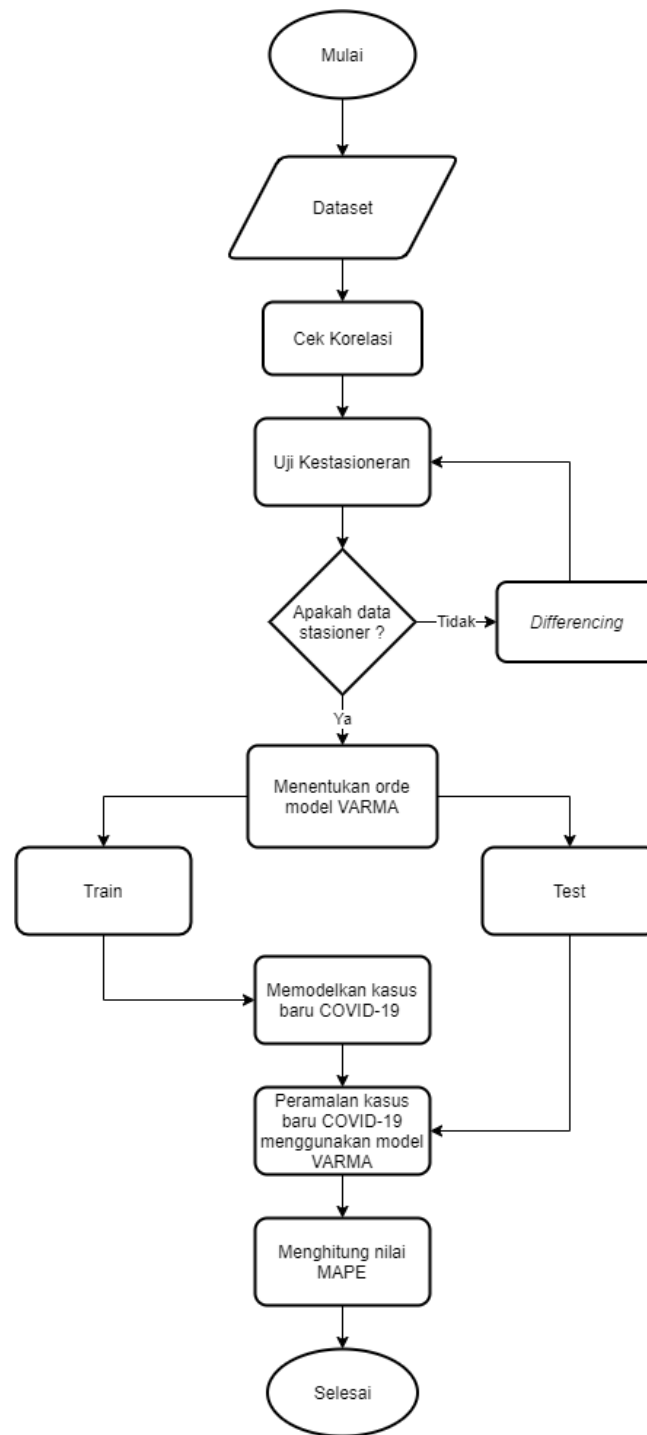 Mulai
Dataset
Cek Korelasi
Uji Kestasioneran
Apakah data
stasioner ?
Tidak
Differencing
Ya
Menentukan orde
model VARMA
Train
Test
Memodelkan kasus
baru COVID-19
Peramalan kasus
baru COVID-19
menggunakan model
VARMA
Menghitung nilai
MAPE
Selesai